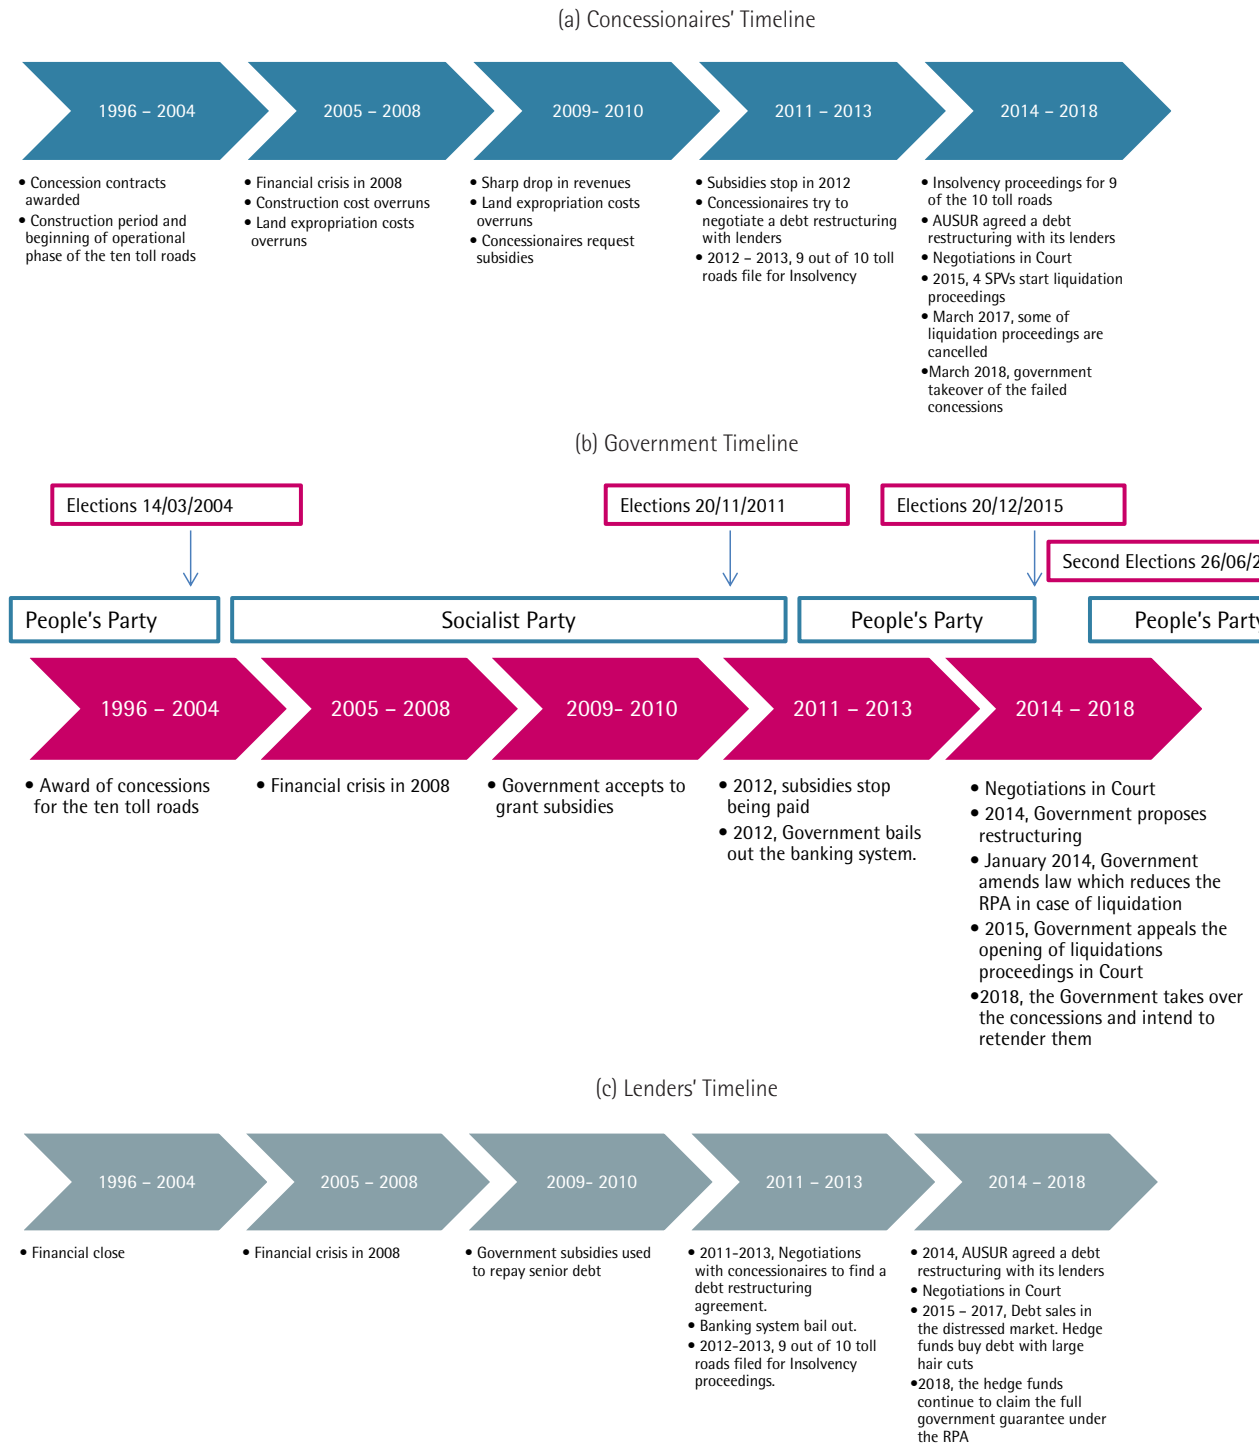 (a) Concessionaires' Timeline
1996 – 2004
2005 – 2008
2009- 2010
2011 – 2013
2014 – 2018
• Concession contracts
awarded
• Construction period and
beginning of operational
phase of the ten toll roads
• Financial crisis in 2008
• Construction cost overruns
• Land expropriation costs
overruns
• Sharp drop in revenues
• Land expropriation costs
overruns
• Concessionaires request
subsidies
• Subsidies stop in 2012
• Concessionaires try to
negotiate a debt restructuring
with lenders
• 2012 – 2013, 9 out of 10 toll
roads file for Insolvency
• Insolvency proceedings for 9
of the 10 toll roads
• AUSUR agreed a debt
restructuring with its lenders
• Negotiations in Court
• 2015, 4 SPVs start liquidation
proceedings
• March 2017, some of
liquidation proceedings are
cancelled
•March 2018, government
takeover of the failed
concessions
(b) Government Timeline
Elections 14/03/2004
Elections 20/11/2011
Elections 20/12/2015
Second Elections 26/06/2
People's Party
Socialist Party
People's Party
People's Party
1996 – 2004
2005 – 2008
2009- 2010
2011 – 2013
2014 – 2018
• Award of concessions
for the ten toll roads
• Financial crisis in 2008
• Government accepts to
grant subsidies
• 2012, subsidies stop
being paid
• 2012, Government bails
out the banking system.
• Negotiations in Court
• 2014, Government proposes
restructuring
• January 2014, Government
amends law which reduces the
RPA in case of liquidation
• 2015, Government appeals the
opening of liquidations
proceedings in Court
•2018, the Government takes over
the concessions and intend to
retender them
(c) Lenders' Timeline
1996 – 2004
2005 – 2008
2009- 2010
2011 – 2013
2014 – 2018
• Financial close
• Financial crisis in 2008
• Government subsidies used
to repay senior debt
• 2011-2013, Negotiations
with concessionaires to find a
debt restructuring
agreement.
• Banking system bail out.
• 2012-2013, 9 out of 10 toll
roads filed for Insolvency
proceedings.
• 2014, AUSUR agreed a debt
restructuring with its lenders
• Negotiations in Court
• 2015 – 2017, Debt sales in
the distressed market. Hedge
funds buy debt with large
hair cuts
•2018, the hedge funds
continue to claim the full
government guarantee under
the RPA